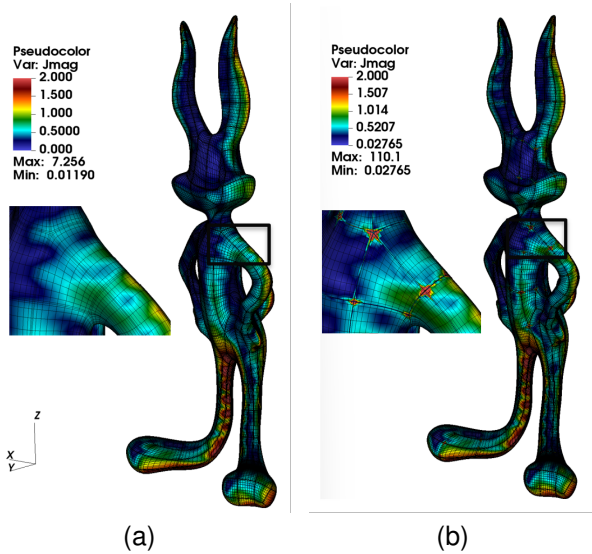 Pseudocolor
Var: Jmag
2.000
1.500
1.000
0.5000
0.000
Max: 7.256
Min: 0.01190
Z
X
Y
(a)
Pseudocolor
Var: Jmag
2.000
1.507
1.014
0.5207
0.02765
Max: 110.1
Min: 0.02765
(b)